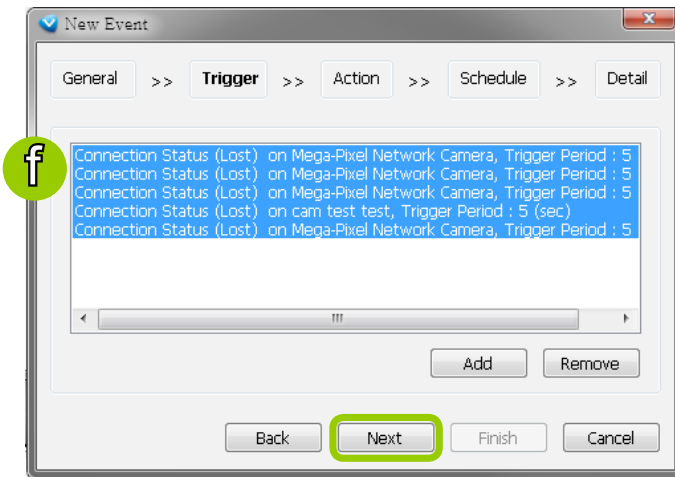 New Event
General >> Trigger >> Action >> Schedule >> Detail
f
Connection Status (Lost) on Mega-Pixel Network Camera, Trigger Period : 5
Connection Status (Lost) on Mega-Pixel Network Camera, Trigger Period : 5
Connection Status (Lost) on Mega-Pixel Network Camera, Trigger Period : 5
Connection Status (Lost) on cam test test, Trigger Period : 5 (sec)
Connection Status (Lost) on Mega-Pixel Network Camera, Trigger Period : 5
Add Remove
Back Next Finish Cancel